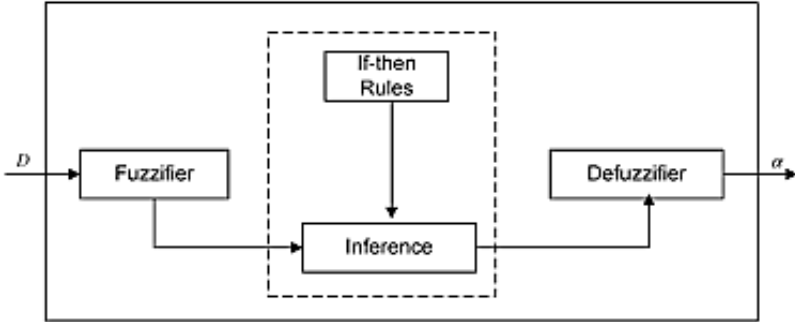 If-then
Rules
D
Fuzzifier
Defuzzifier
α
Inference